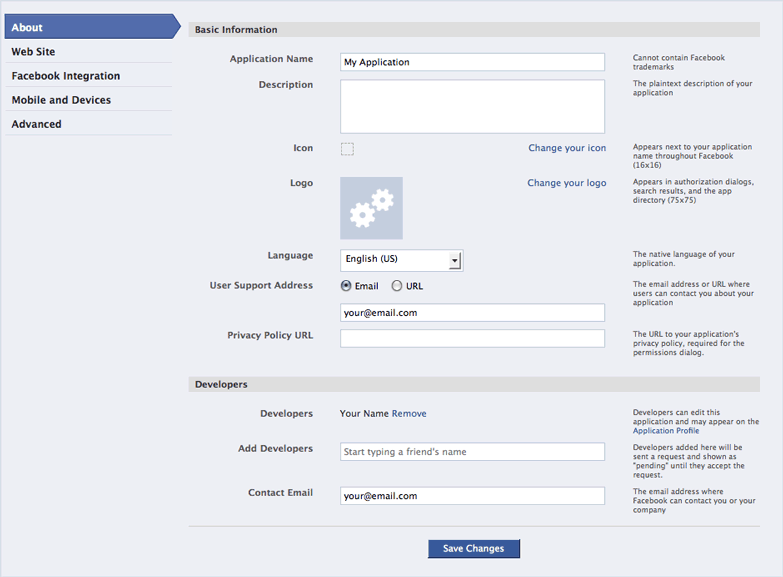 About
Web Site
Facebook Integration
Mobile and Devices
Advanced
Basic Information
Application Name
My Application
Cannot contain Facebook
trademarks
Description
The plaintext description of your
application
Icon
Change your icon
Appears next to your application
name throughout Facebook
(16x16)
Logo
Change your logo
Appears in authorization dialogs,
search results, and the app
directory (75x75)
Language
English (US)
The native language of your
application.
User Support Address
Email
URL
The email address or URL where
users can contact you about your
application
your@email.com
Privacy Policy URL
The URL to your application's
privacy policy, required for the
permissions dialog.
Developers
Developers
Your Name Remove
Developers can edit this
application and may appear on the
Application Profile
Add Developers
Start typing a friend's name
Developers added here will be
sent a request and shown as
"pending" until they accept the
request.
Contact Email
your@email.com
The email address where
Facebook can contact you or your
company
Save Changes